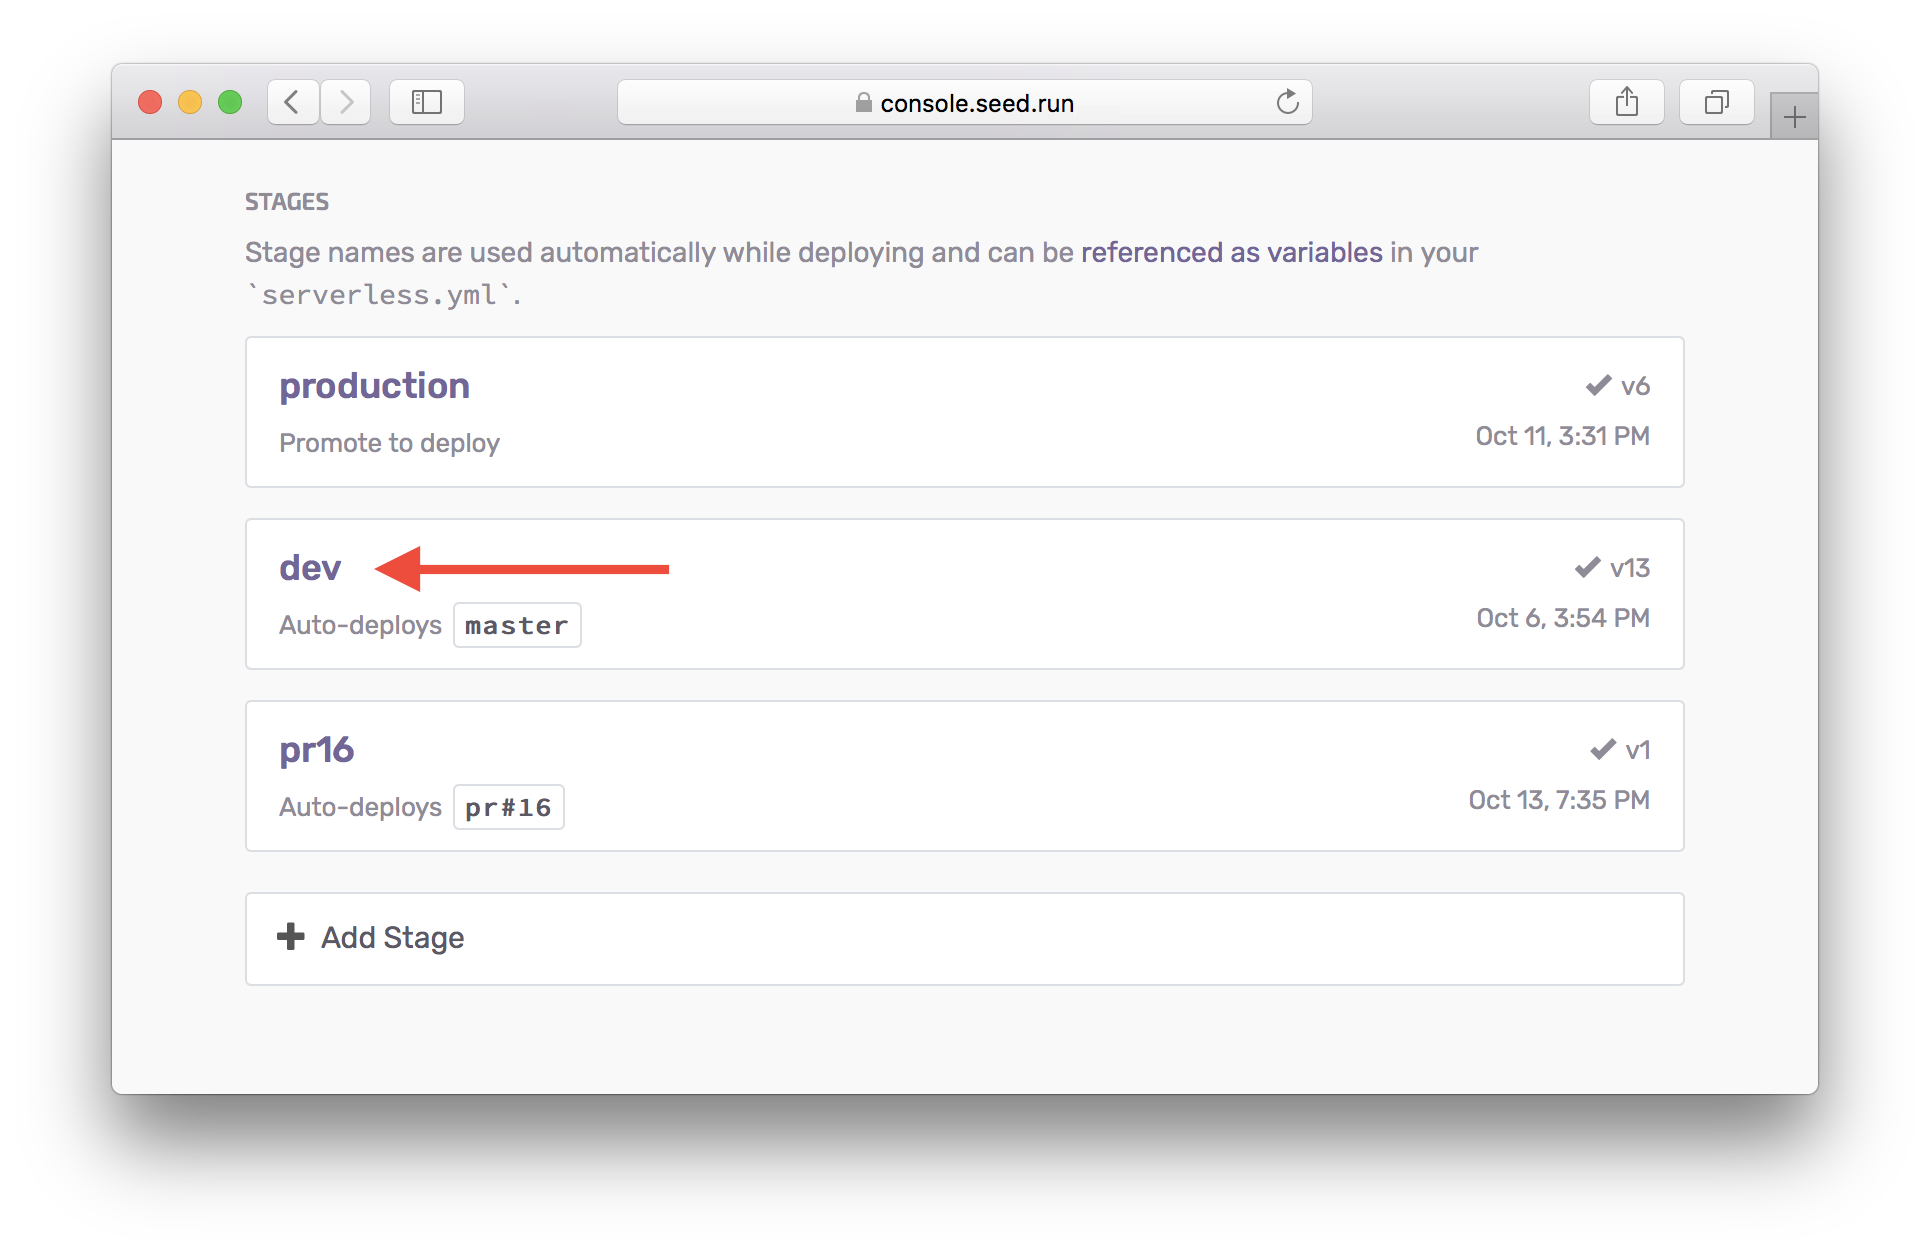 console.seed.run
STAGES
Stage names are used automatically while deploying and can be referenced as variables in your
`serverless.yml`.
production
v6
Promote to deploy
Oct 11, 3:31 PM
dev
v13
Auto-deploys master
Oct 6, 3:54 PM
pr16
v1
Auto-deploys pr#16
Oct 13, 7:35 PM
Add Stage